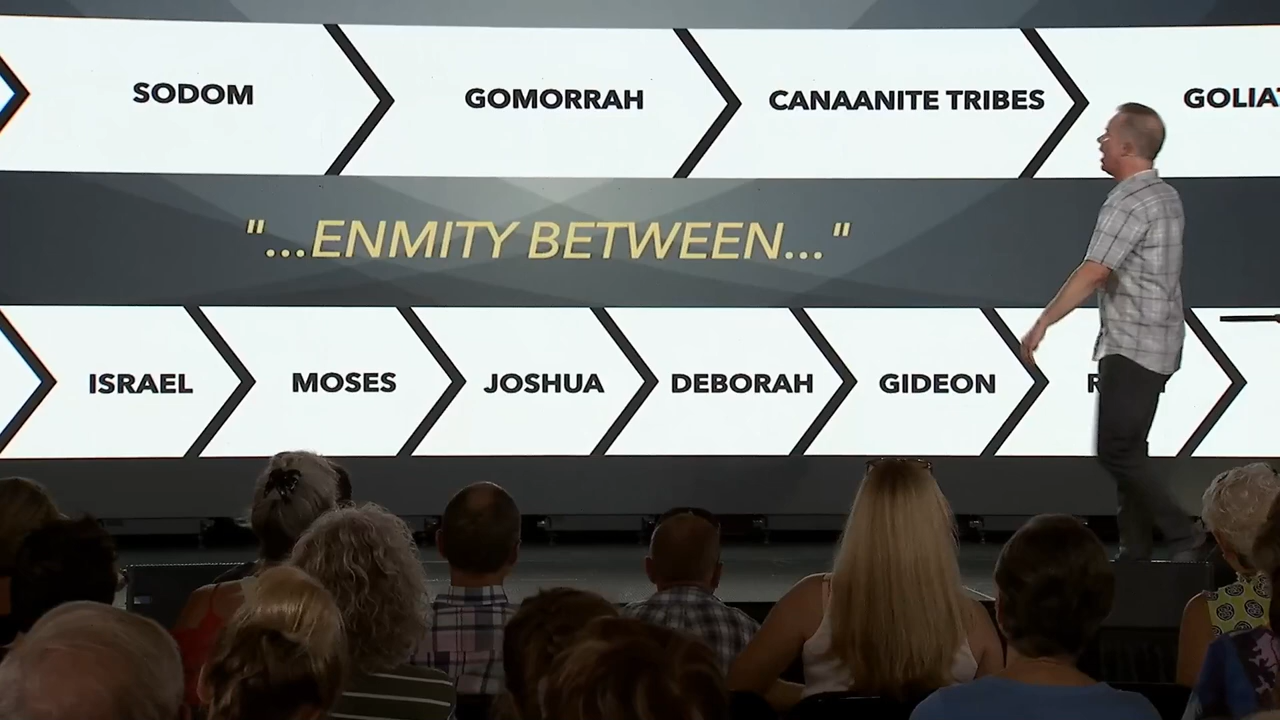 SODOM GOMORRAH CANAANITE TRIBES
"...ENMITY BETWEEN..."
ISRAEL MOSES JOSHUA DEBORAH GIDEON